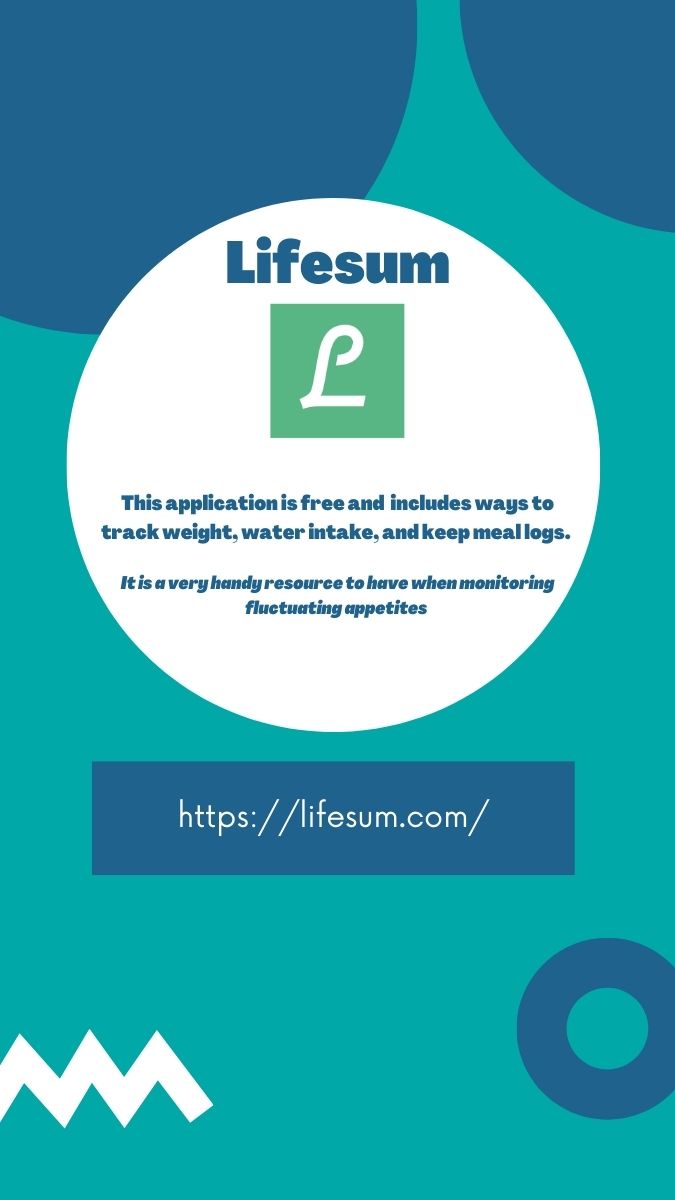 Lifesum
L
This application is free and includes ways to
track weight, water intake, and keep meal logs.
It is a very handy resource to have when monitoring
fluctuating appetites
https://lifesum.com/